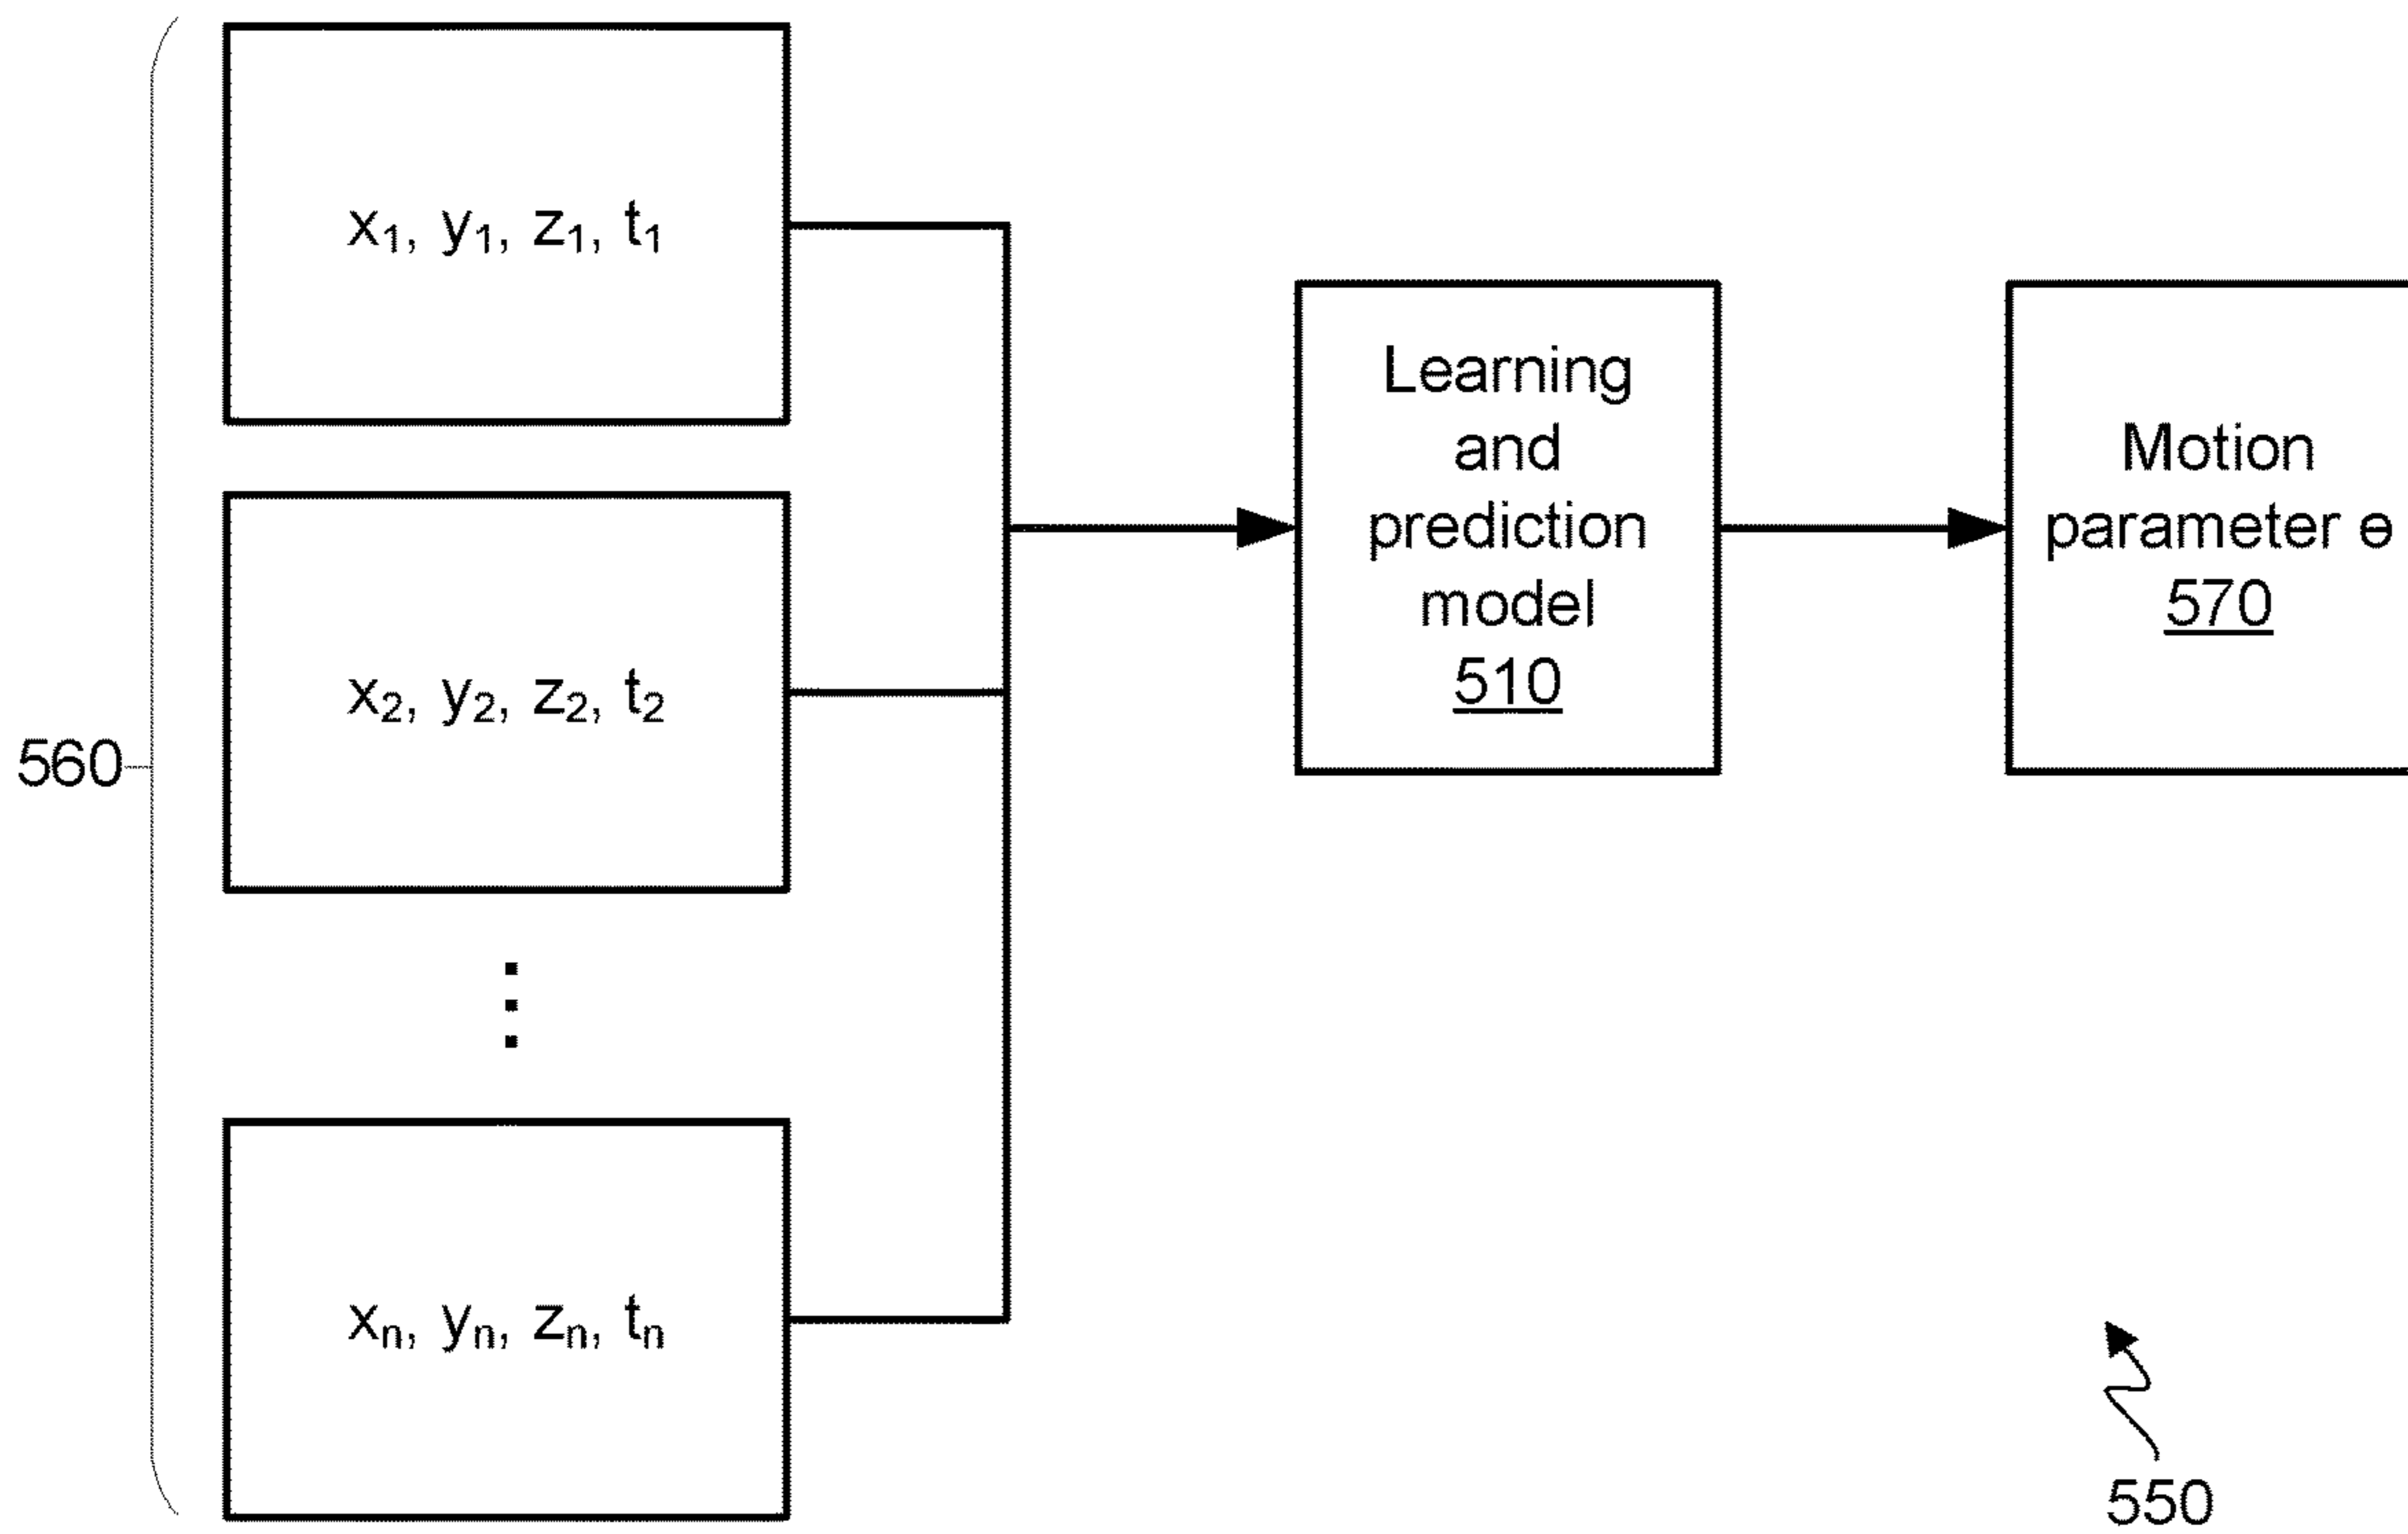 x₁, y₁, z₁, t₁
x₂, y₂, z₂, t₂
560
xₙ, yₙ, zₙ, tₙ
Learning
and
prediction
model
510
Motion
parameter ɵ
570
550